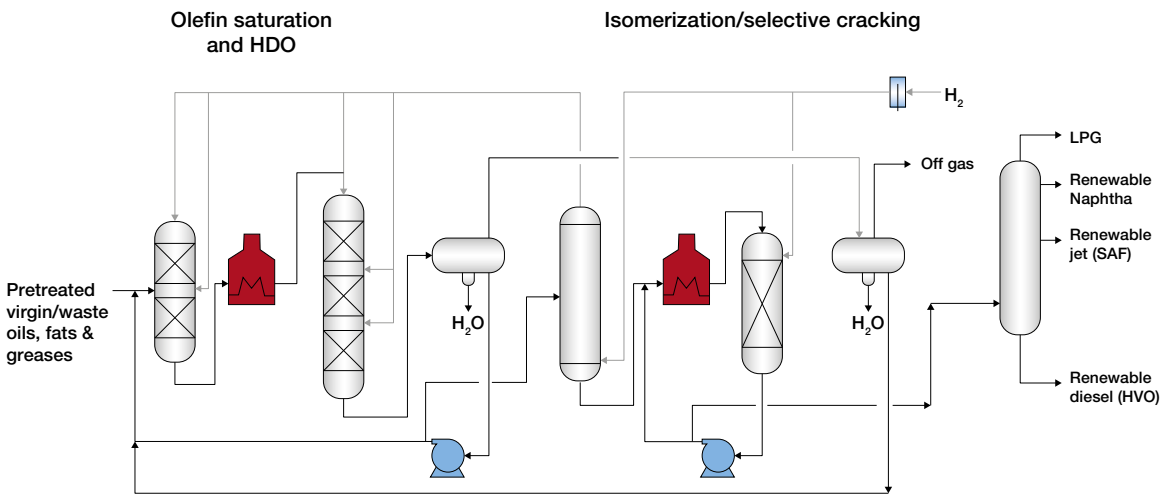 Olefin saturation
and HDO
Isomerization/selective cracking
H₂
LPG
Off gas
Renewable
Naphtha
Renewable
jet (SAF)
Pretreated
virgin/waste
oils, fats &
greases
H₂O
H₂O
Renewable
diesel (HVO)